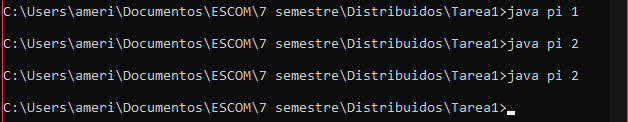 C:\Users\ameri\Documentos\ESCOM\7 semestre\Distribuidos\Tarea1>java pi 1
C:\Users\ameri\Documentos\ESCOM\7 semestre\Distribuidos\Tarea1>java pi 2
C:\Users\ameri\Documentos\ESCOM\7 semestre\Distribuidos\Tarea1>java pi 2
C:\Users\ameri\Documentos\ESCOM\7 semestre\Distribuidos\Tarea1>